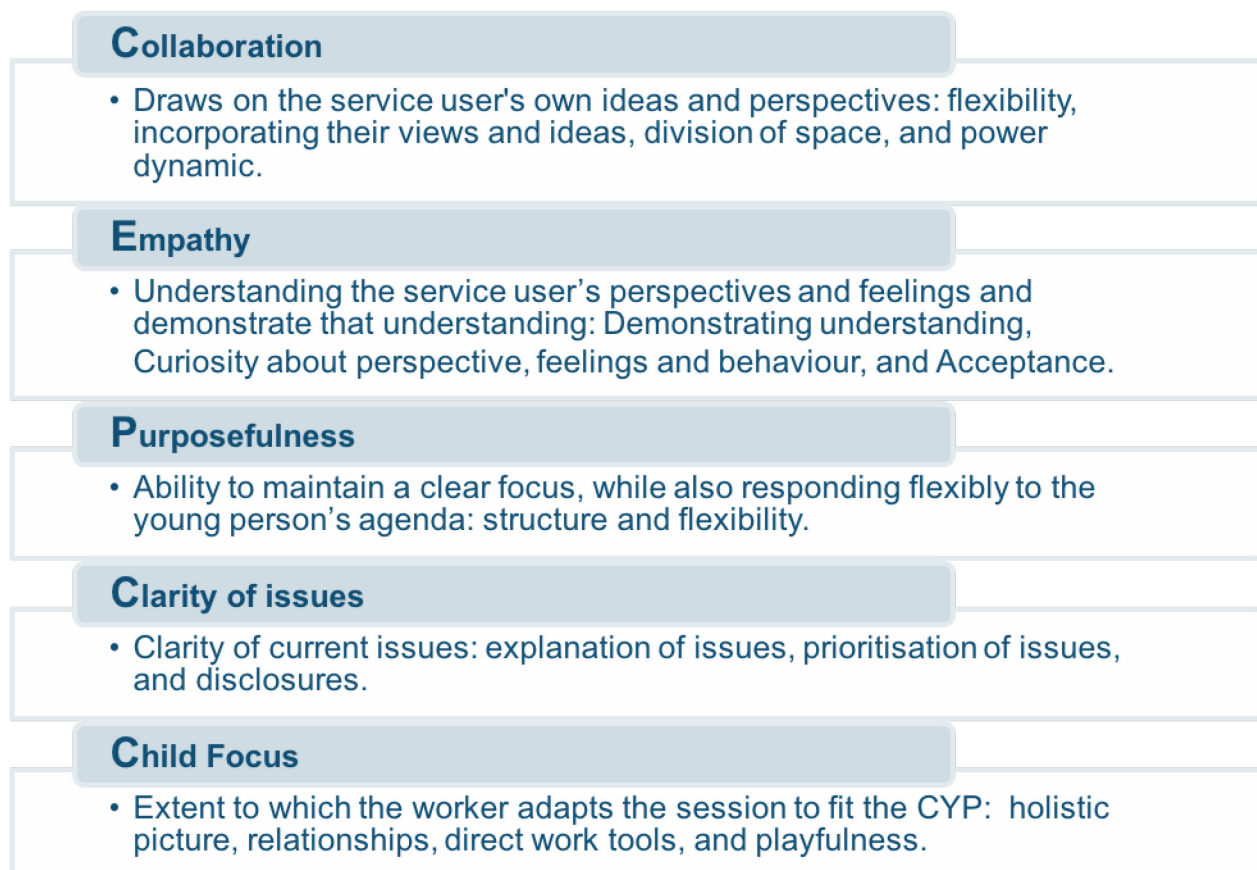 Collaboration
• Draws on the service user's own ideas and perspectives: flexibility,
incorporating their views and ideas, division of space, and power
dynamic.
Empathy
• Understanding the service user’s perspectives and feelings and
demonstrate that understanding: Demonstrating understanding,
Curiosity about perspective, feelings and behaviour, and Acceptance.
Purposefulness
• Ability to maintain a clear focus, while also responding flexibly to the
young person’s agenda: structure and flexibility.
Clarity of issues
• Clarity of current issues: explanation of issues, prioritisation of issues,
and disclosures.
Child Focus
• Extent to which the worker adapts the session to fit the CYP:  holistic
picture, relationships, direct work tools, and playfulness.